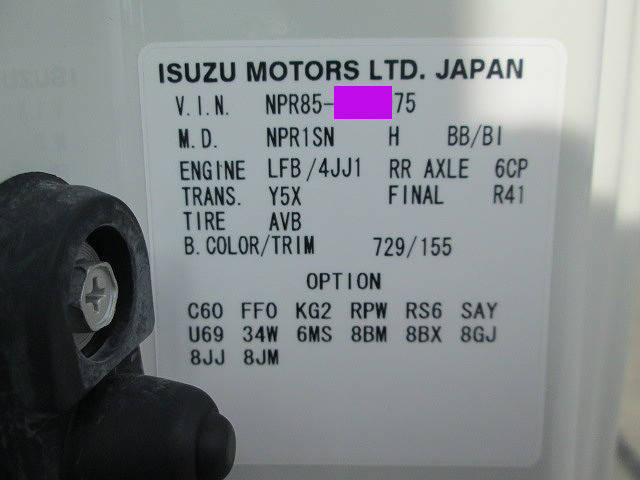 ISUZU MOTORS LTD. JAPAN
V.I.N. NPR85- 75
M.D. NPR1SN H BB/BI
ENGINE LFB/4JJ1 RR AXLE 6CP
TRANS. Y5X FINAL R41
TIRE AVB
B.COLOR/TRIM 729/155
OPTION
C60 FF0 KG2 RPW RS6 SAY
U69 34W 6MS 8BM 8BX 8GJ
8JJ 8JM